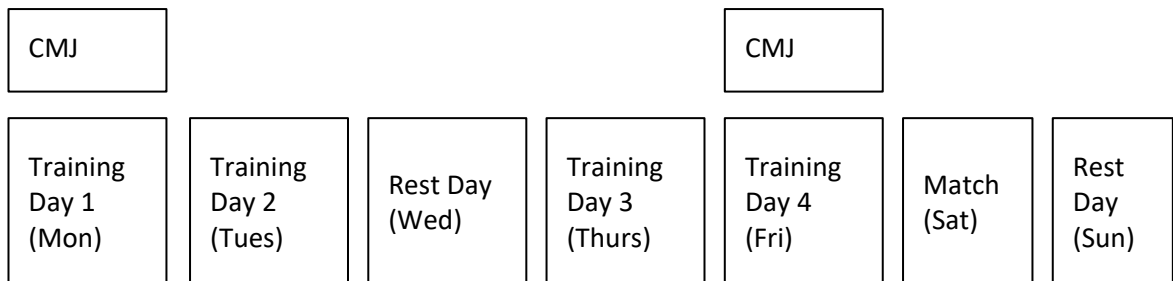 CMJ
CMJ
Training
Day 1
(Mon)
Training
Day 2
(Tues)
Rest Day
(Wed)
Training
Day 3
(Thurs)
Training
Day 4
(Fri)
Match
(Sat)
Rest
Day
(Sun)